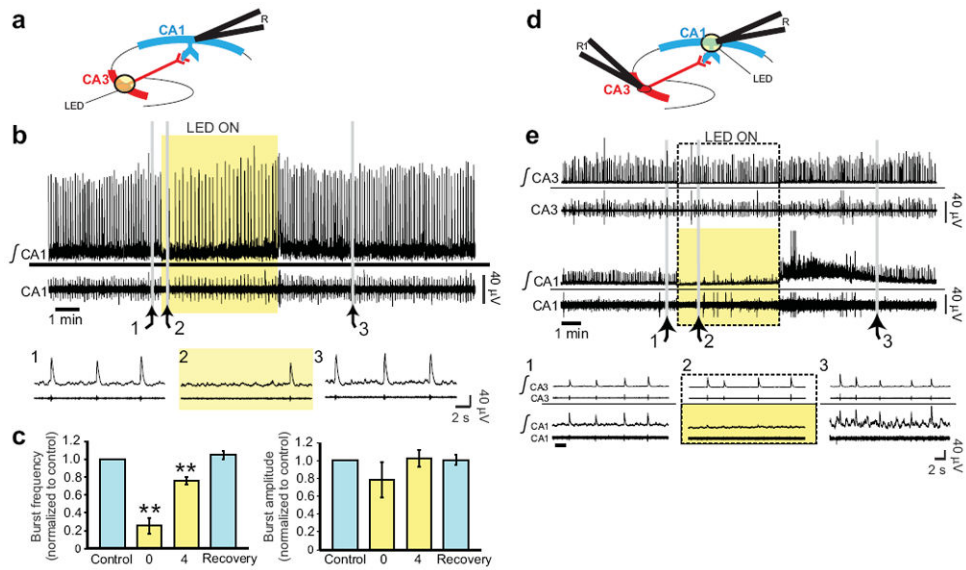 a
CA1
R
CA3
LED
b
LED ON
∫CA1
CA1
40 µV
1 min
1
2
3
1
2
3
40 µV
2 s
c
Burst frequency
(normalized to control)
1.2
1.0
0.8
0.6
0.4
0.2
**
**
Control 0 4 Recovery
Burst amplitude
(normalized to control)
1.2
1.0
0.8
0.6
0.4
0.2
Control 0 4 Recovery
d
CA1
R
R1
LED
CA3
e
LED ON
∫CA3
CA3
40 µV
∫CA1
CA1
40 µV
1 min
1
2
3
1
2
3
∫CA3
CA3
∫CA1
CA1
40 µV
2 s